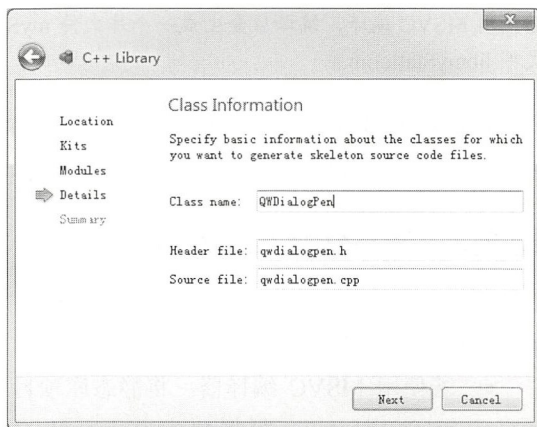 C++ Library
Location
Kits
Modules
Details
Summary
Class Information
Specify basic information about the classes for which
you want to generate skeleton source code files.
Class name: QWDialogPen
Header file: qwdialogpen.h
Source file: qwdialogpen.cpp
Next
Cancel